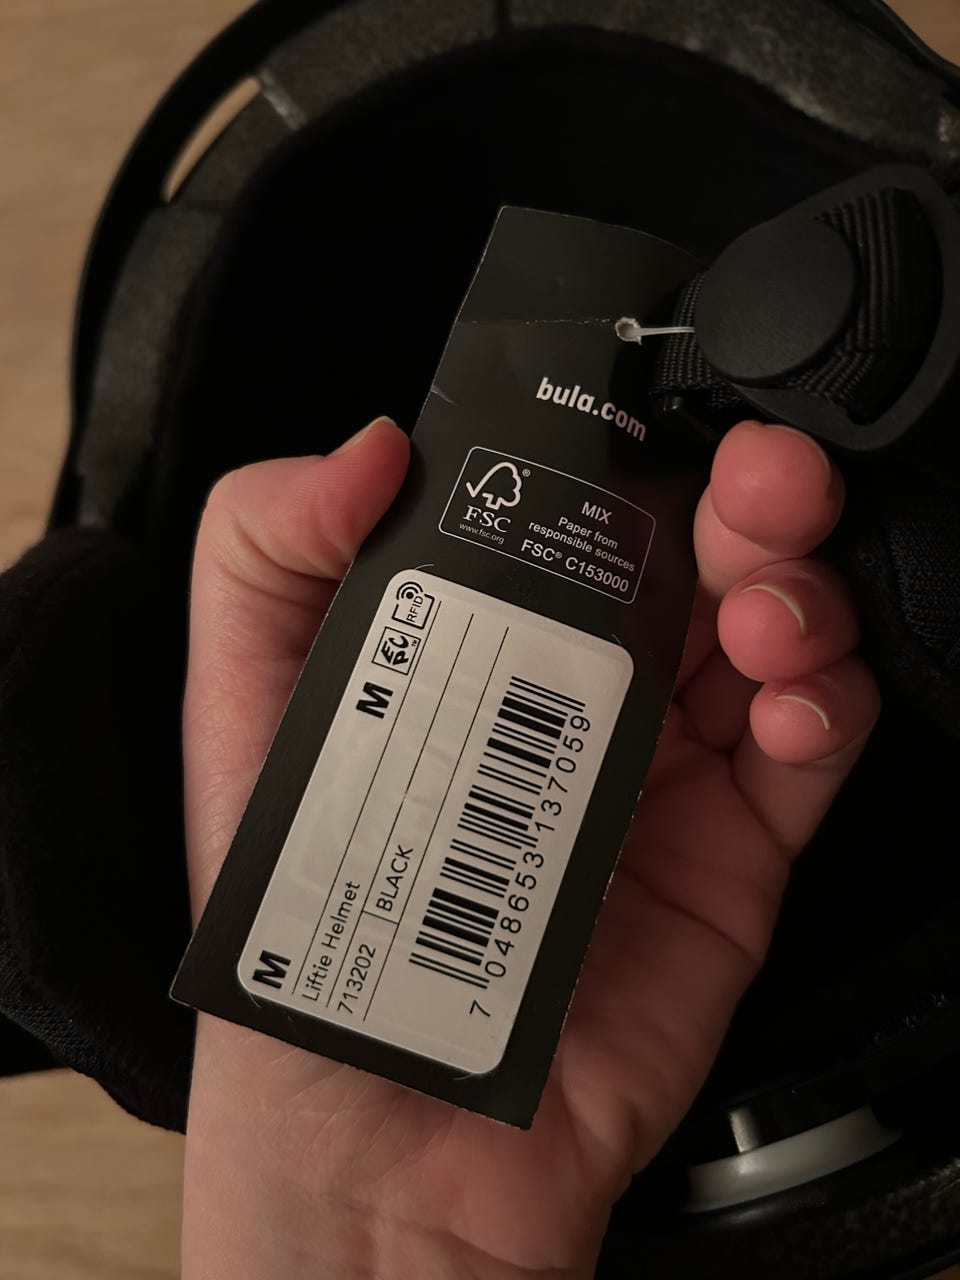 bula.com
FSC®
www.fsc.org
MIX
Paper from
responsible sources
FSC® C153000
RFID
EPC™
M
M
Liftie Helmet
713202 BLACK
7 048653 137059